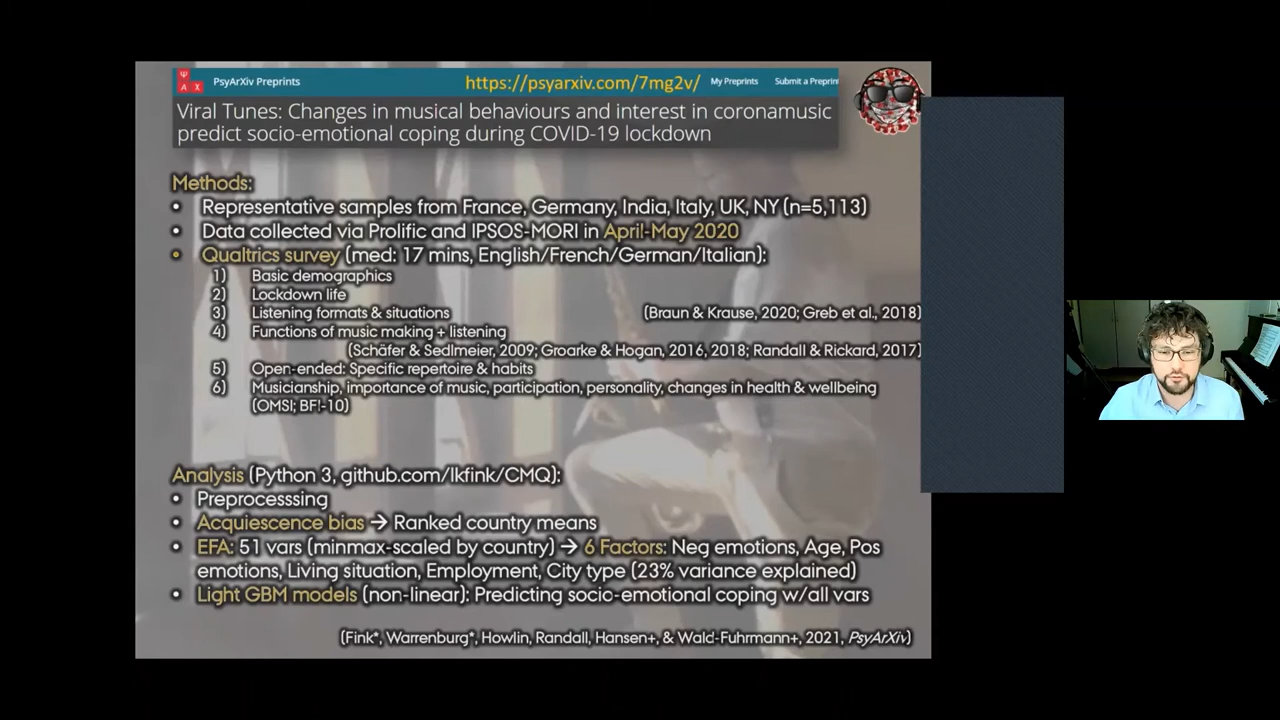 ΨAX PsyArXiv Preprints https://psyarxiv.com/7mg2v/ My Preprints Submit a Preprin
Viral Tunes: Changes in musical behaviours and interest in coronamusic
predict socio-emotional coping during COVID-19 lockdown
Methods:
• Representative samples from France, Germany, India, Italy, UK, NY (n=5,113)
• Data collected via Prolific and IPSOS-MORI in April-May 2020
• Qualtrics survey (med: 17 mins, English/French/German/Italian):
1) Basic demographics
2) Lockdown life
3) Listening formats & situations (Braun & Krause, 2020; Greb et al., 2018)
4) Functions of music making + listening
(Schäfer & Sedlmeier, 2009; Groarke & Hogan, 2016, 2018; Randall & Rickard, 2017)
5) Open-ended: Specific repertoire & habits
6) Musicianship, importance of music, participation, personality, changes in health & wellbeing
(OMSI; BFI-10)
Analysis (Python 3, github.com/lkfink/CMQ):
• Preprocesssing
• Acquiescence bias → Ranked country means
• EFA: 51 vars (minmax-scaled by country) → 6 Factors: Neg emotions, Age, Pos
emotions, Living situation, Employment, City type (23% variance explained)
• Light GBM models (non-linear): Predicting socio-emotional coping w/all vars
(Fink*, Warrenburg*, Howlin, Randall, Hansen+, & Wald-Fuhrmann+, 2021, PsyArXiv)